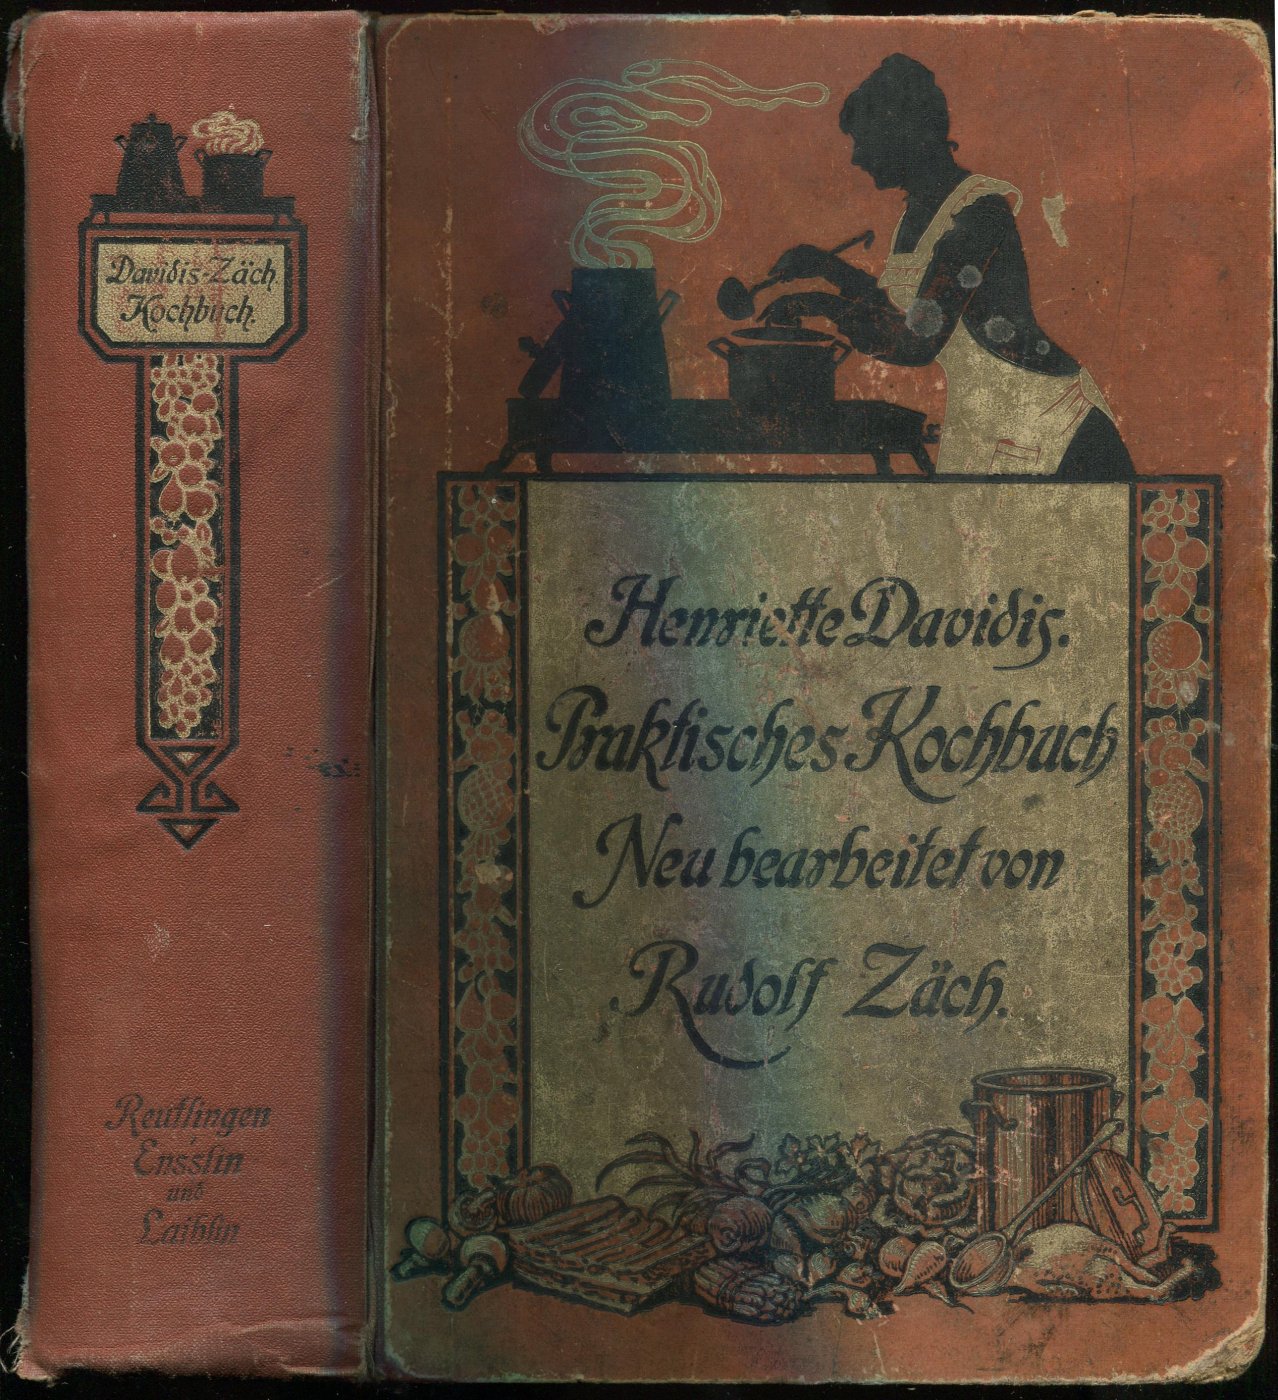 Davidis-Zäch
Kochbuch.
Reutlingen
Ensslin
und
Laiblin
Henriette Davidis.
Praktisches Kochbuch
Neu bearbeitet von
Rudolf Zäch.